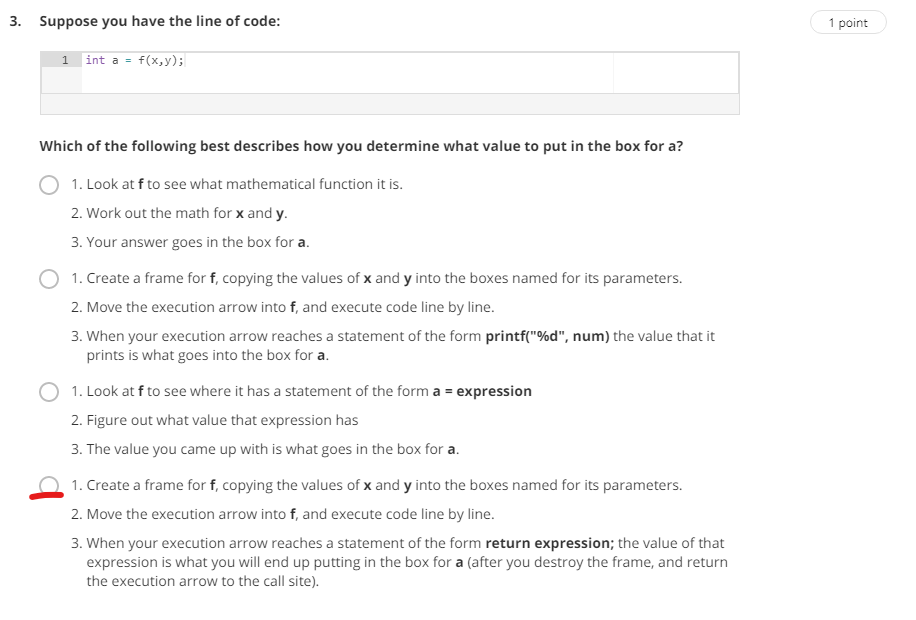 3. Suppose you have the line of code:
1 point
1 int a = f(x,y);
Which of the following best describes how you determine what value to put in the box for a?
1. Look at f to see what mathematical function it is.
2. Work out the math for x and y.
3. Your answer goes in the box for a.
1. Create a frame for f, copying the values of x and y into the boxes named for its parameters.
2. Move the execution arrow into f, and execute code line by line.
3. When your execution arrow reaches a statement of the form printf("%d", num) the value that it
prints is what goes into the box for a.
1. Look at f to see where it has a statement of the form a = expression
2. Figure out what value that expression has
3. The value you came up with is what goes in the box for a.
1. Create a frame for f, copying the values of x and y into the boxes named for its parameters.
2. Move the execution arrow into f, and execute code line by line.
3. When your execution arrow reaches a statement of the form return expression; the value of that
expression is what you will end up putting in the box for a (after you destroy the frame, and return
the execution arrow to the call site).